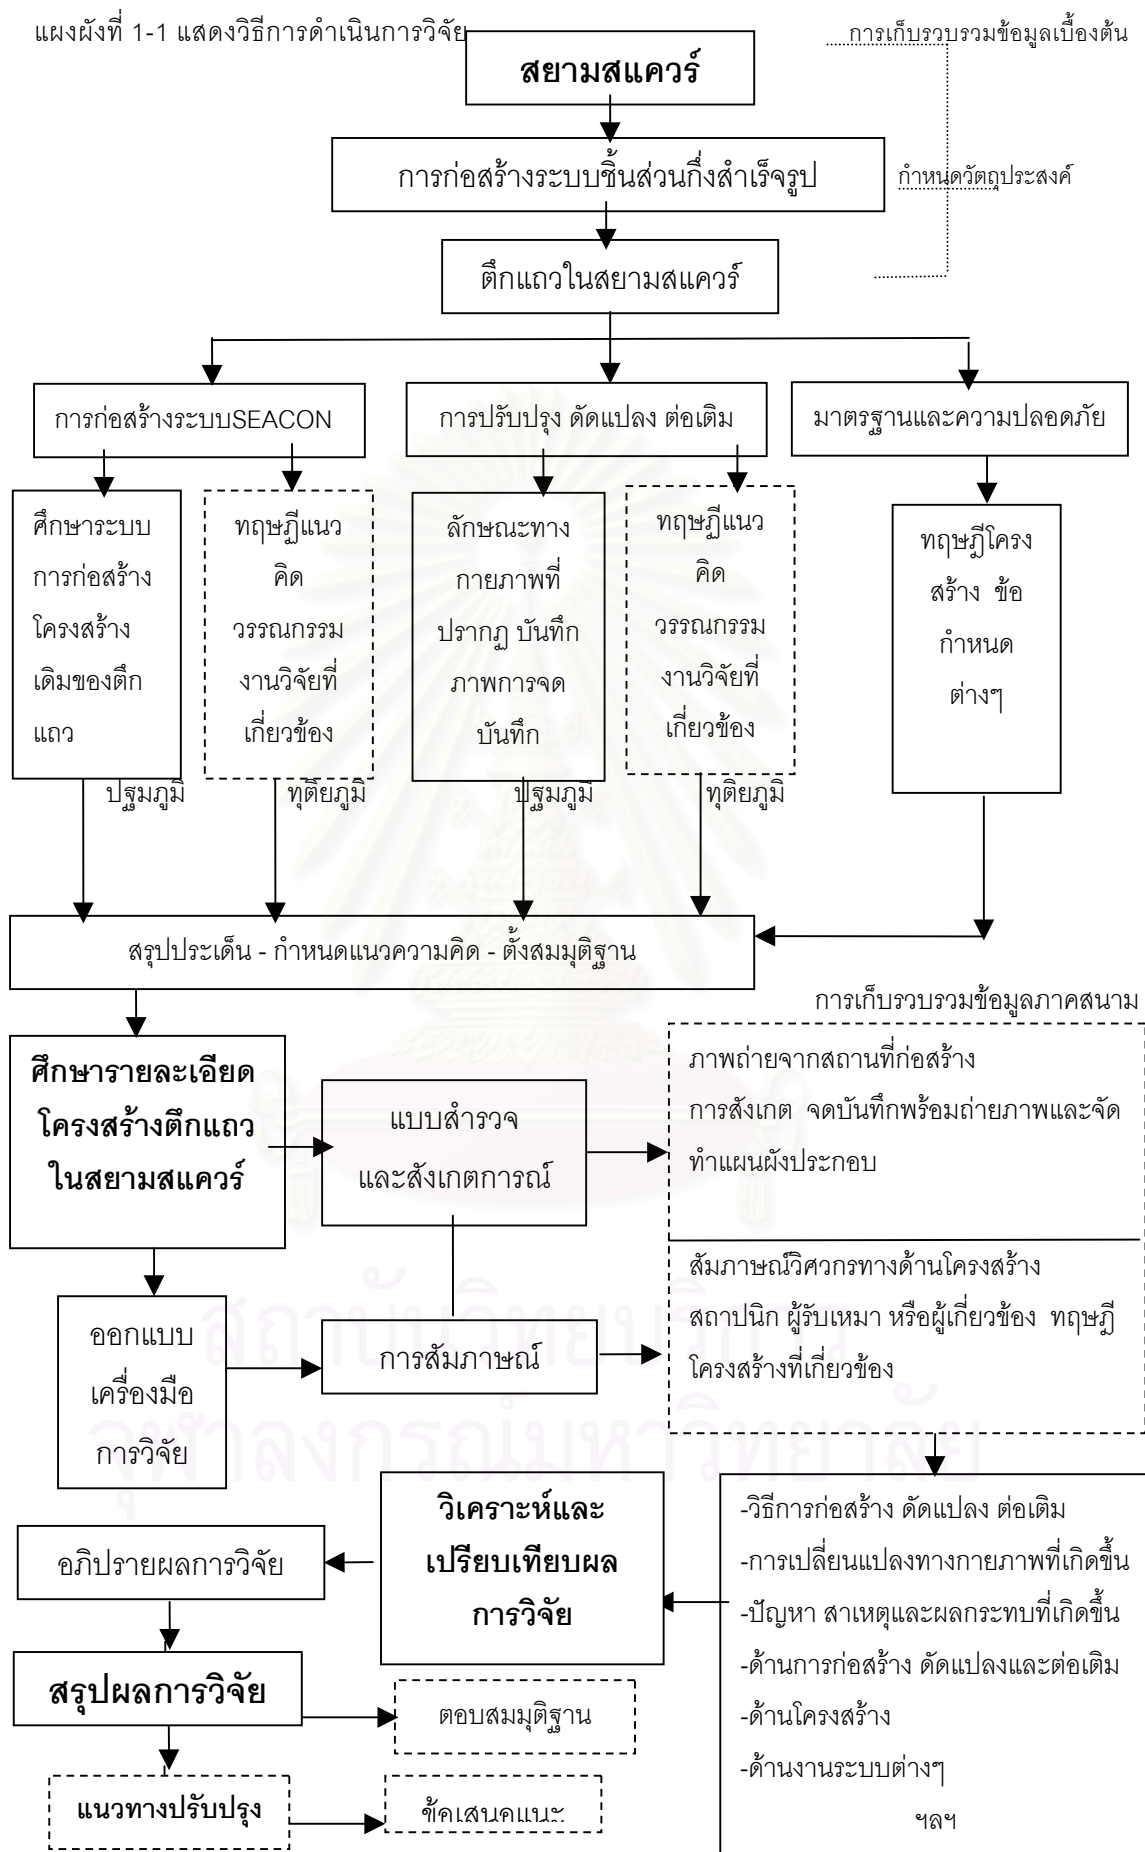 แผงผังที่ 1-1 แสดงวิธีการดำเนินการวิจัย
การเก็บรวบรวมข้อมูลเบื้องต้น
สยามสแควร์
การก่อสร้างระบบชิ้นส่วนกึ่งสำเร็จรูป
กำหนดวัตถุประสงค์
ตึกแถวในสยามสแควร์
การก่อสร้างระบบSEACON
การปรับปรุง ดัดแปลง ต่อเติม
มาตรฐานและความปลอดภัย
ศึกษาระบบ
การก่อสร้าง
โครงสร้าง
เดิมของตึก
แถว
ทฤษฎีแนว
คิด
วรรณกรรม
งานวิจัยที่
เกี่ยวข้อง
ลักษณะทาง
กายภาพที่
ปรากฏ บันทึก
ภาพการจด
บันทึก
ทฤษฎีแนว
คิด
วรรณกรรม
งานวิจัยที่
เกี่ยวข้อง
ทฤษฎีโครง
สร้าง ข้อ
กำหนด
ต่างๆ
ปฐมภูมิ
ทุติยภูมิ
ปฐมภูมิ
ทุติยภูมิ
สรุปประเด็น - กำหนดแนวความคิด - ตั้งสมมุติฐาน
การเก็บรวบรวมข้อมูลภาคสนาม
ศึกษารายละเอียด
โครงสร้างตึกแถว
ในสยามสแควร์
แบบสำรวจ
และสังเกตการณ์
ภาพถ่ายจากสถานที่ก่อสร้าง
การสังเกต จดบันทึกพร้อมถ่ายภาพและจัด
ทำแผนผังประกอบ
สัมภาษณ์วิศวกรทางด้านโครงสร้าง
สถาปนิก ผู้รับเหมา หรือผู้เกี่ยวข้อง ทฤษฎี
โครงสร้างที่เกี่ยวข้อง
ออกแบบ
เครื่องมือ
การวิจัย
การสัมภาษณ์
สถาบันวิทยบริการ
จุฬาลงกรณ์มหาวิทยาลัย
วิเคราะห์และ
เปรียบเทียบผล
การวิจัย
-วิธีการก่อสร้าง ดัดแปลง ต่อเติม
-การเปลี่ยนแปลงทางกายภาพที่เกิดขึ้น
-ปัญหา สาเหตุและผลกระทบที่เกิดขึ้น
-ด้านการก่อสร้าง ดัดแปลงและต่อเติม
-ด้านโครงสร้าง
-ด้านงานระบบต่างๆ
ฯลฯ
อภิปรายผลการวิจัย
สรุปผลการวิจัย
ตอบสมมุติฐาน
แนวทางปรับปรุง
ข้อเสนอแนะ